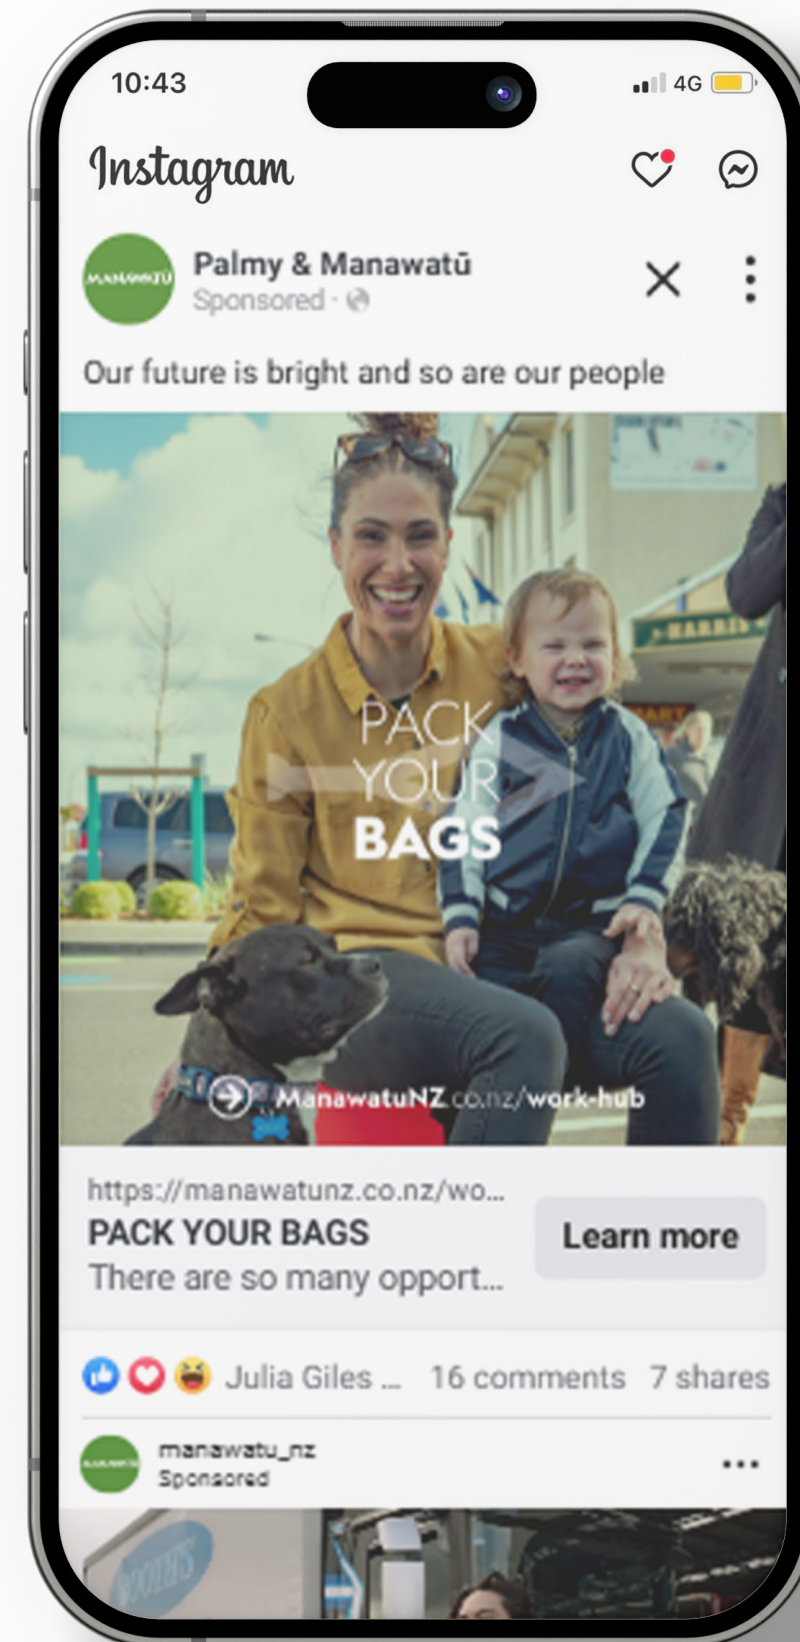 10:43
4G
Instagram
MANAWATŪ
Palmy & Manawatū
Sponsored ·
Our future is bright and so are our people
HARRIS
PACK
YOUR
BAGS
ManawatuNZ.co.nz/work-hub
https://manawatunz.co.nz/wo...
PACK YOUR BAGS
There are so many opport...
Learn more
Julia Giles ...
16 comments
7 shares
manawatu_nz
Sponsored